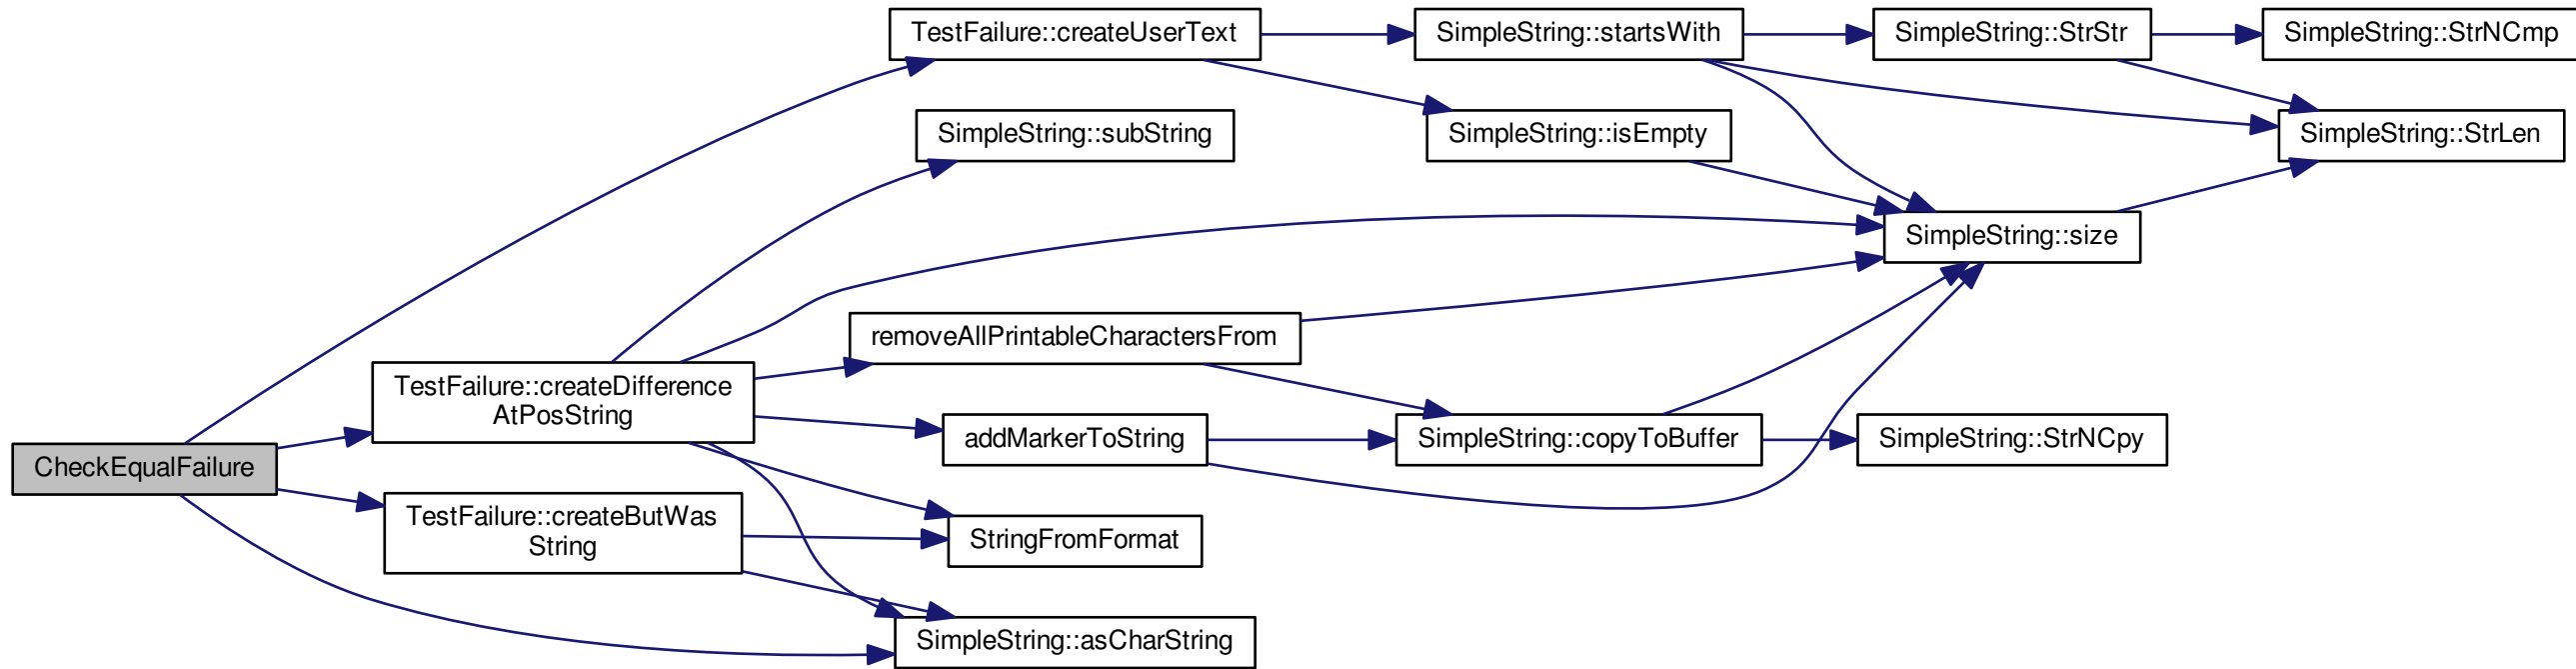 TestFailure::createUserText
SimpleString::startsWith
SimpleString::StrStr
SimpleString::StrNCmp
SimpleString::subString
SimpleString::isEmpty
SimpleString::StrLen
SimpleString::size
removeAllPrintableCharactersFrom
TestFailure::createDifference
AtPosString
addMarkerToString
SimpleString::copyToBuffer
SimpleString::StrNCpy
CheckEqualFailure
TestFailure::createButWas
String
StringFromFormat
SimpleString::asCharString